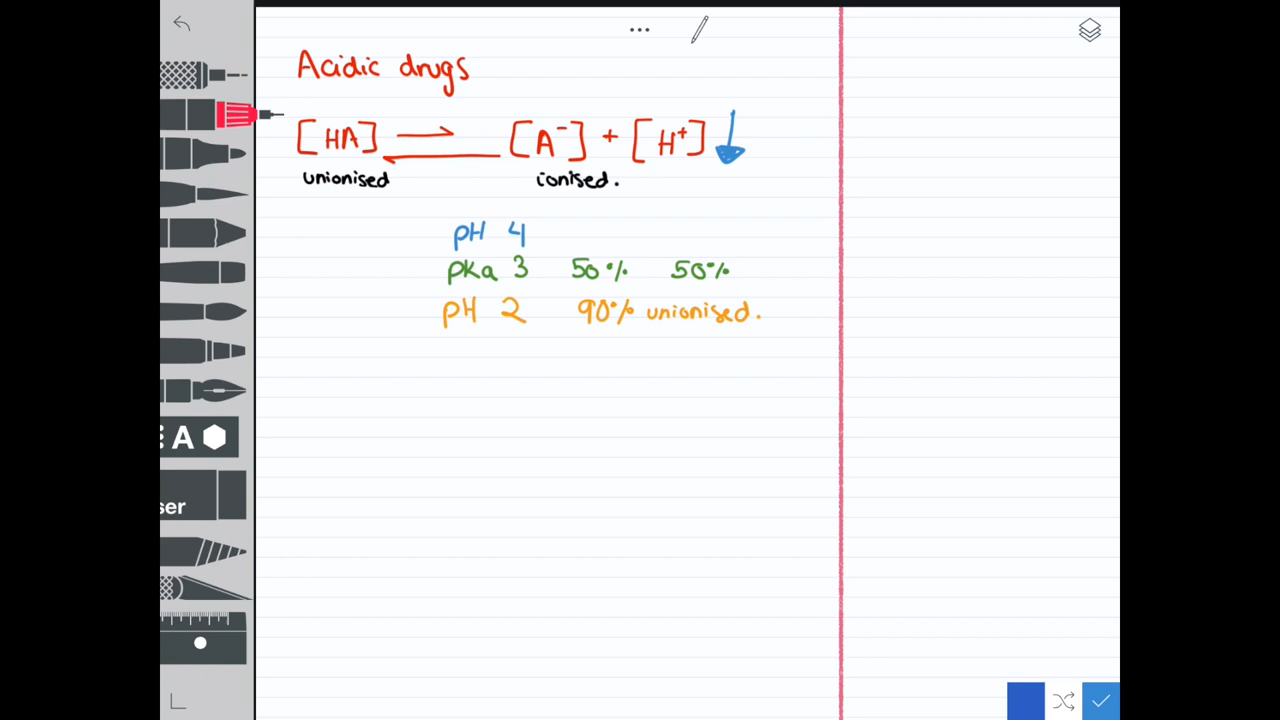 Acidic drugs
[HA] ⇌ [A⁻] + [H⁺] ↓
unionised ionised.
pH 4
pKa 3 50% 50%
pH 2 90% unionised.
A
ser